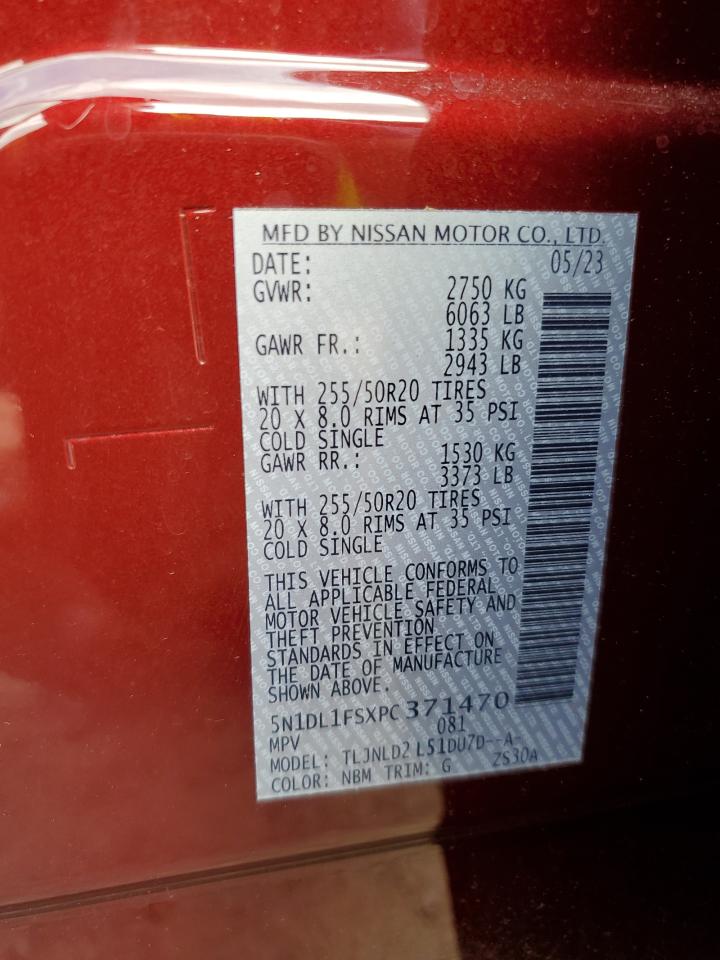 MFD BY NISSAN MOTOR CO., LTD.
DATE: 05/23
GVWR: 2750 KG
6063 LB
GAWR FR.: 1335 KG
2943 LB
WITH 255/50R20 TIRES
20 X 8.0 RIMS AT 35 PSI
COLD SINGLE
GAWR RR.: 1530 KG
3373 LB
WITH 255/50R20 TIRES
20 X 8.0 RIMS AT 35 PSI
COLD SINGLE
THIS VEHICLE CONFORMS TO
ALL APPLICABLE FEDERAL
MOTOR VEHICLE SAFETY AND
THEFT PREVENTION
STANDARDS IN EFFECT ON
THE DATE OF MANUFACTURE
SHOWN ABOVE.
5N1DL1FSXPC371470
MPV 081
MODEL: TLJNLD2 L51DU7D--A-
COLOR: NBM TRIM: G ZS30A